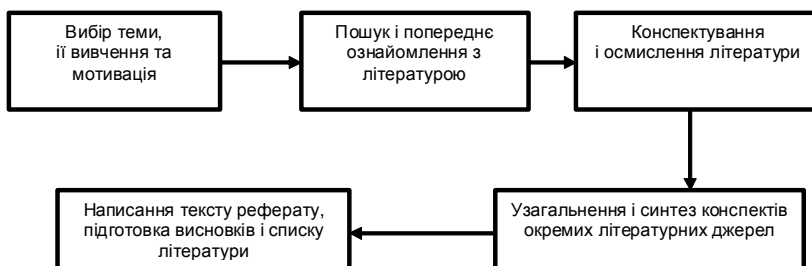 Вибір теми,
її вивчення та
мотивація
Пошук і попереднє
ознайомлення з
літературою
Конспектування
і осмислення літератури
Узагальнення і синтез конспектів
окремих літературних джерел
Написання тексту реферату,
підготовка висновків і списку
літератури